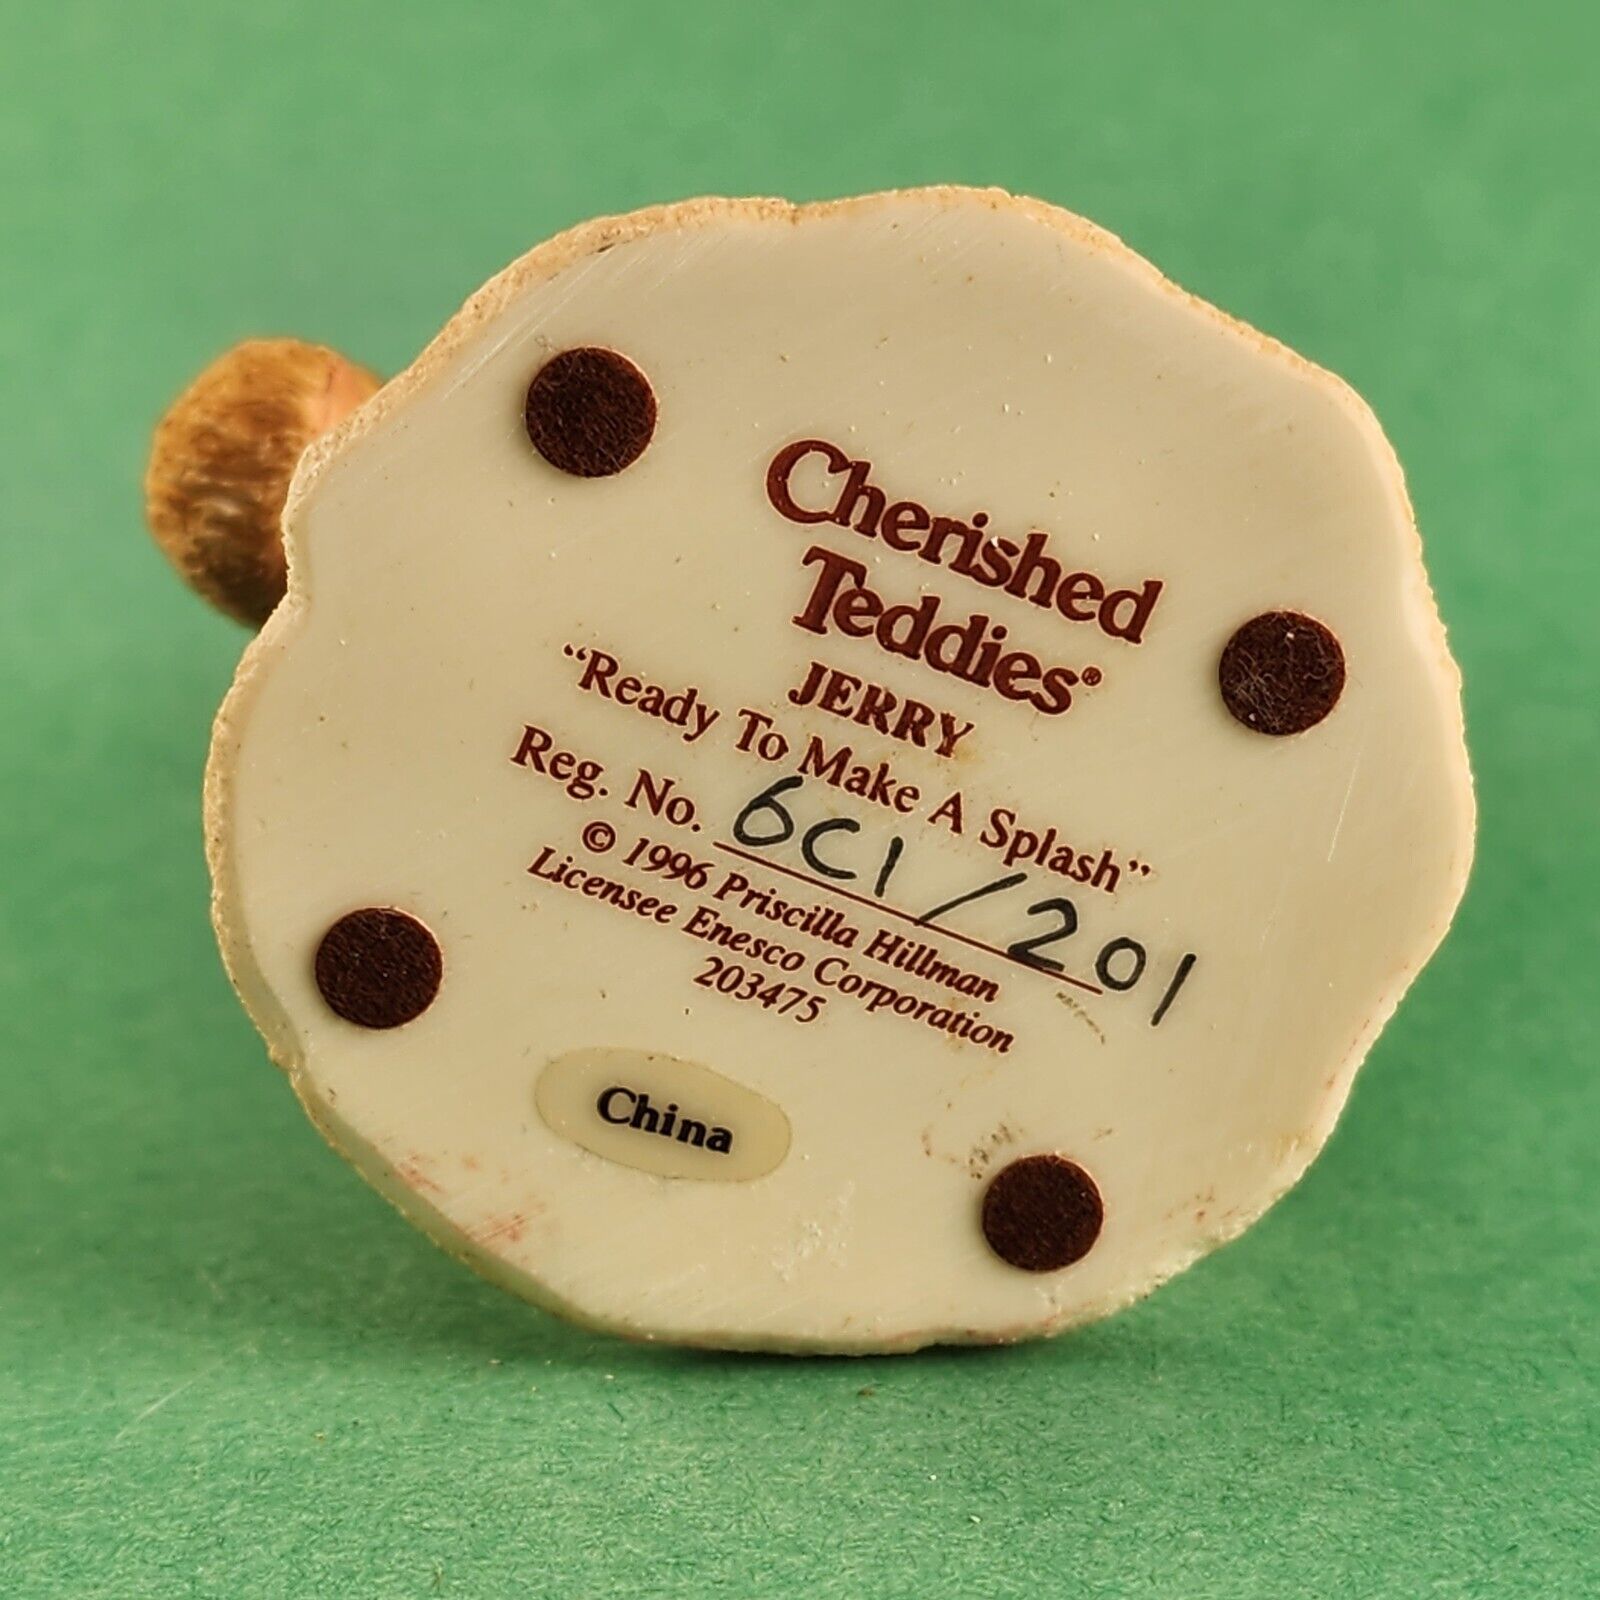 Cherished
Teddies®
JERRY
“Ready To Make A Splash”
Reg. No. 6C1/201
© 1996 Priscilla Hillman
Licensee Enesco Corporation
203475
China